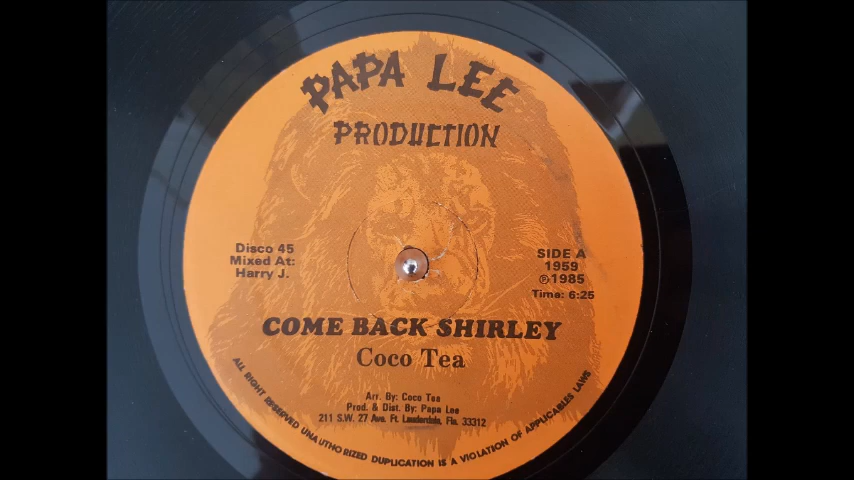 PAPA LEE
PRODUCTION
Disco 45
Mixed At:
Harry J.
SIDE A
1959
℗1985
Time: 6:25
COME BACK SHIRLEY
Coco Tea
Arr. By: Coco Tea
Prod. & Dist. By: Papa Lee
211 S.W. 27 Ave. Ft. Lauderdale, Fla. 33312
ALL RIGHT RESERVED UNAUTHORIZED DUPLICATION IS A VIOLATION OF APPLICABLES LAWS